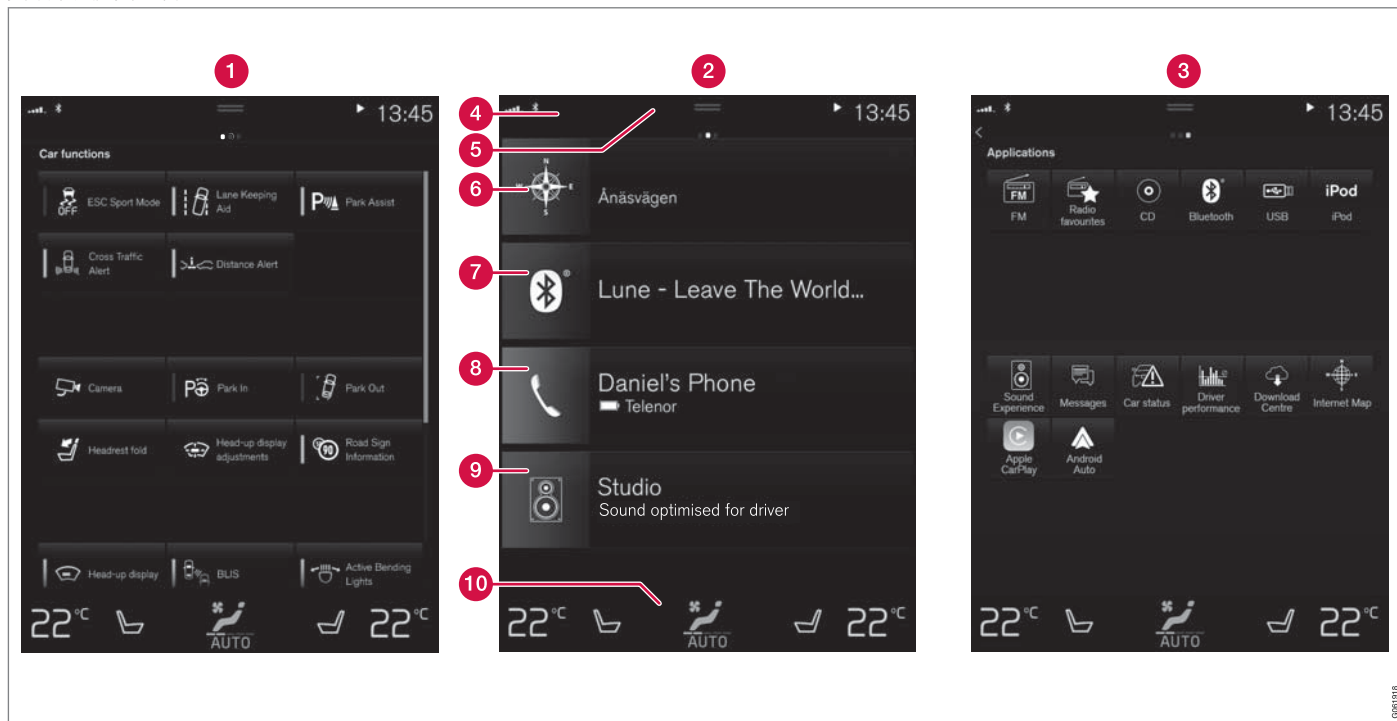 1
2
3
13:45
Car functions
ESC Sport Mode
OFF
Lane Keeping
Aid
P
Park Assist
Cross Traffic
Alert
Distance Alert
Camera
P
Park In
Park Out
Headrest fold
Head-up display
adjustments
90
Road Sign
Information
Head-up display
BLIS
Active Bending
Lights
22°C
AUTO
22°C
4
13:45
5
6
N
W
E
S
Ånäsvägen
7
Lune - Leave The World...
8
Daniel's Phone
Telenor
9
Studio
Sound optimised for driver
10
22°C
AUTO
22°C
13:45
Applications
FM
FM
Radio
favourites
CD
Bluetooth
USB
iPod
iPod
Sound
Experience
Messages
Car status
Driver
performance
Download
Centre
Internet Map
Apple
CarPlay
Android
Auto
22°C
AUTO
22°C
G061918